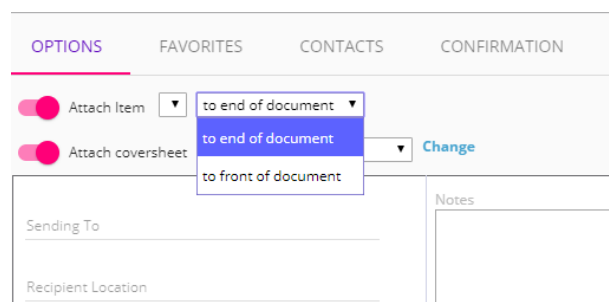 OPTIONS FAVORITES CONTACTS CONFIRMATION
Attach Item to end of document
to end of document
Attach coversheet Change
to front of document
Notes
Sending To
Recipient Location